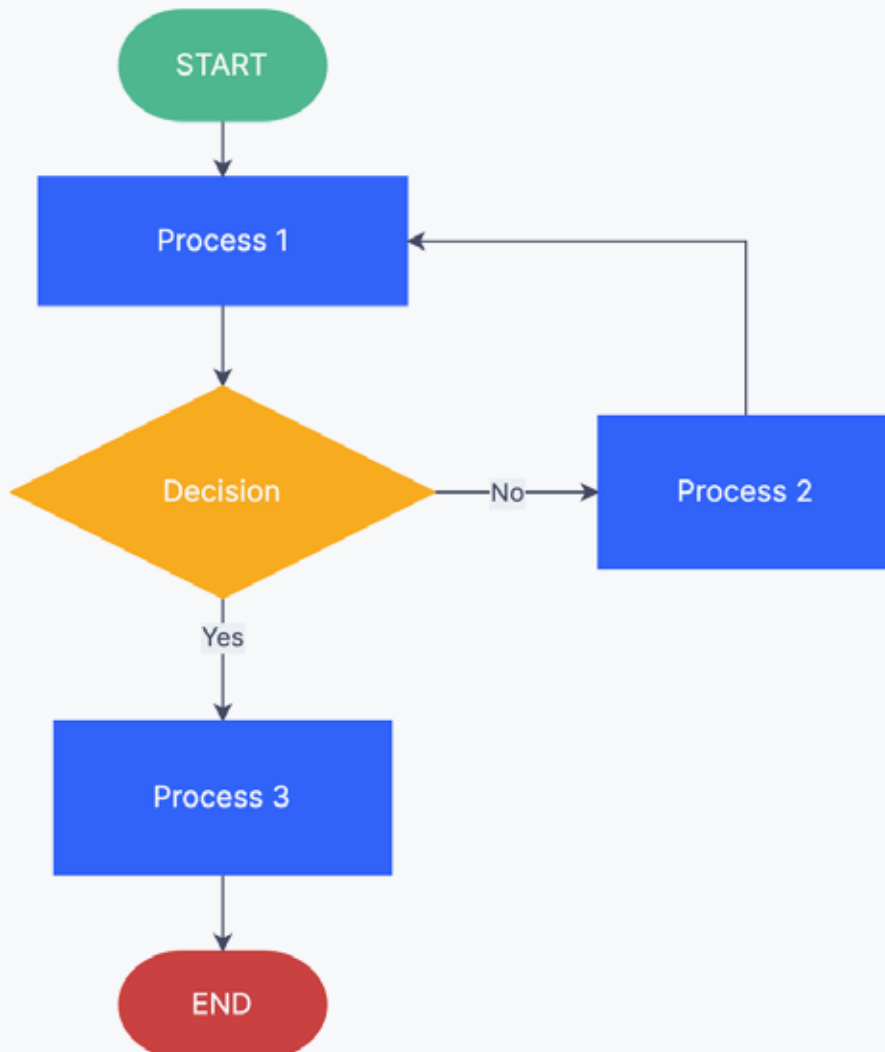 START
Process 1
Decision
No
Process 2
Yes
Process 3
END